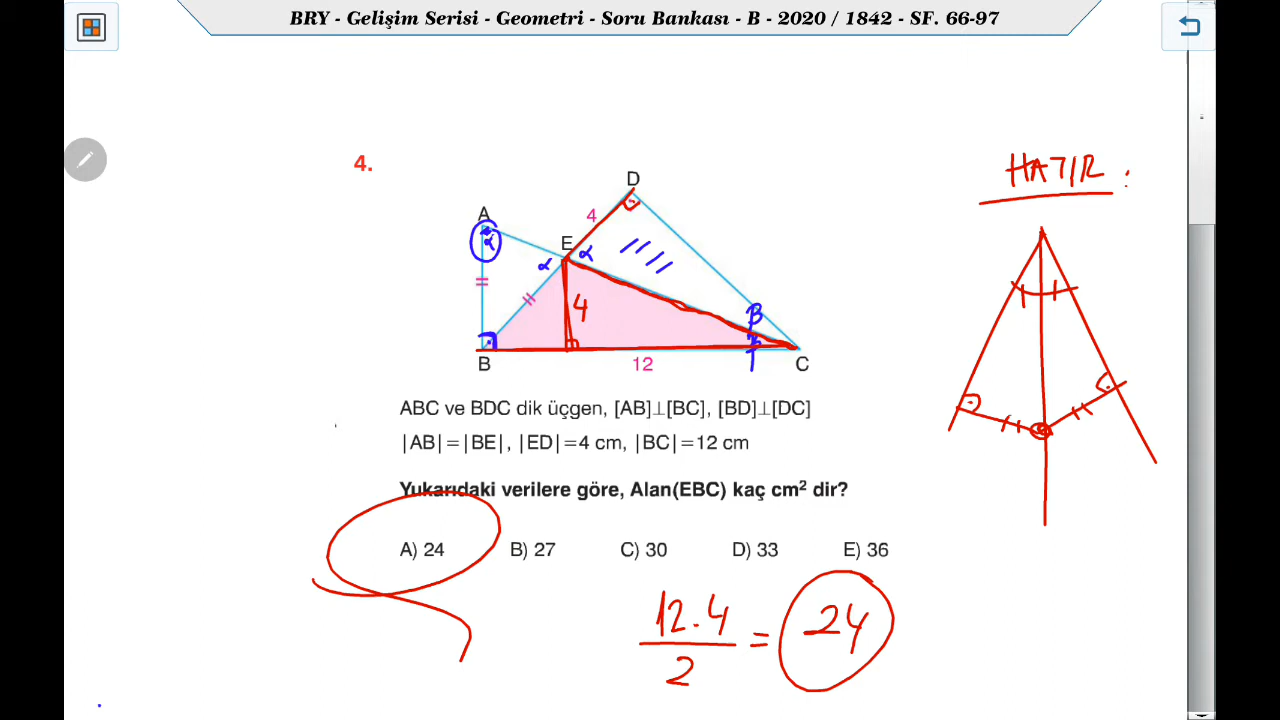 BRY - Gelişim Serisi - Geometri - Soru Bankası - B - 2020 / 1842 - SF. 66-97
HATIR :
4.
D
A
4
E
α
α
α
B
4
B
12
C
ABC ve BDC dik üçgen, [AB]⊥[BC], [BD]⊥[DC]
|AB|=|BE|, |ED|=4 cm, |BC|=12 cm
Yukarıdaki verilere göre, Alan(EBC) kaç cm² dir?
A) 24 B) 27 C) 30 D) 33 E) 36
12.4
2
= 24